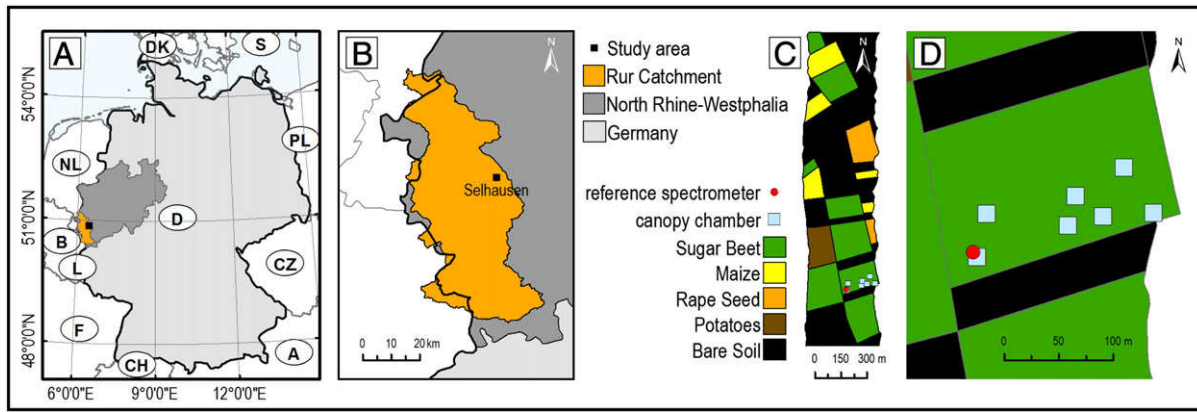 A
DK
S
54°0'0"N
PL
NL
51°0'0"N
D
B
L
CZ
F
48°0'0"N
A
CH
6°0'0"E
9°0'0"E
12°0'0"E
B
N
Selhausen
0 10 20 km
Study area
Rur Catchment
North Rhine-Westphalia
Germany
reference spectrometer
canopy chamber
Sugar Beet
Maize
Rape Seed
Potatoes
Bare Soil
C
N
0 150 300 m
D
N
0 50 100 m